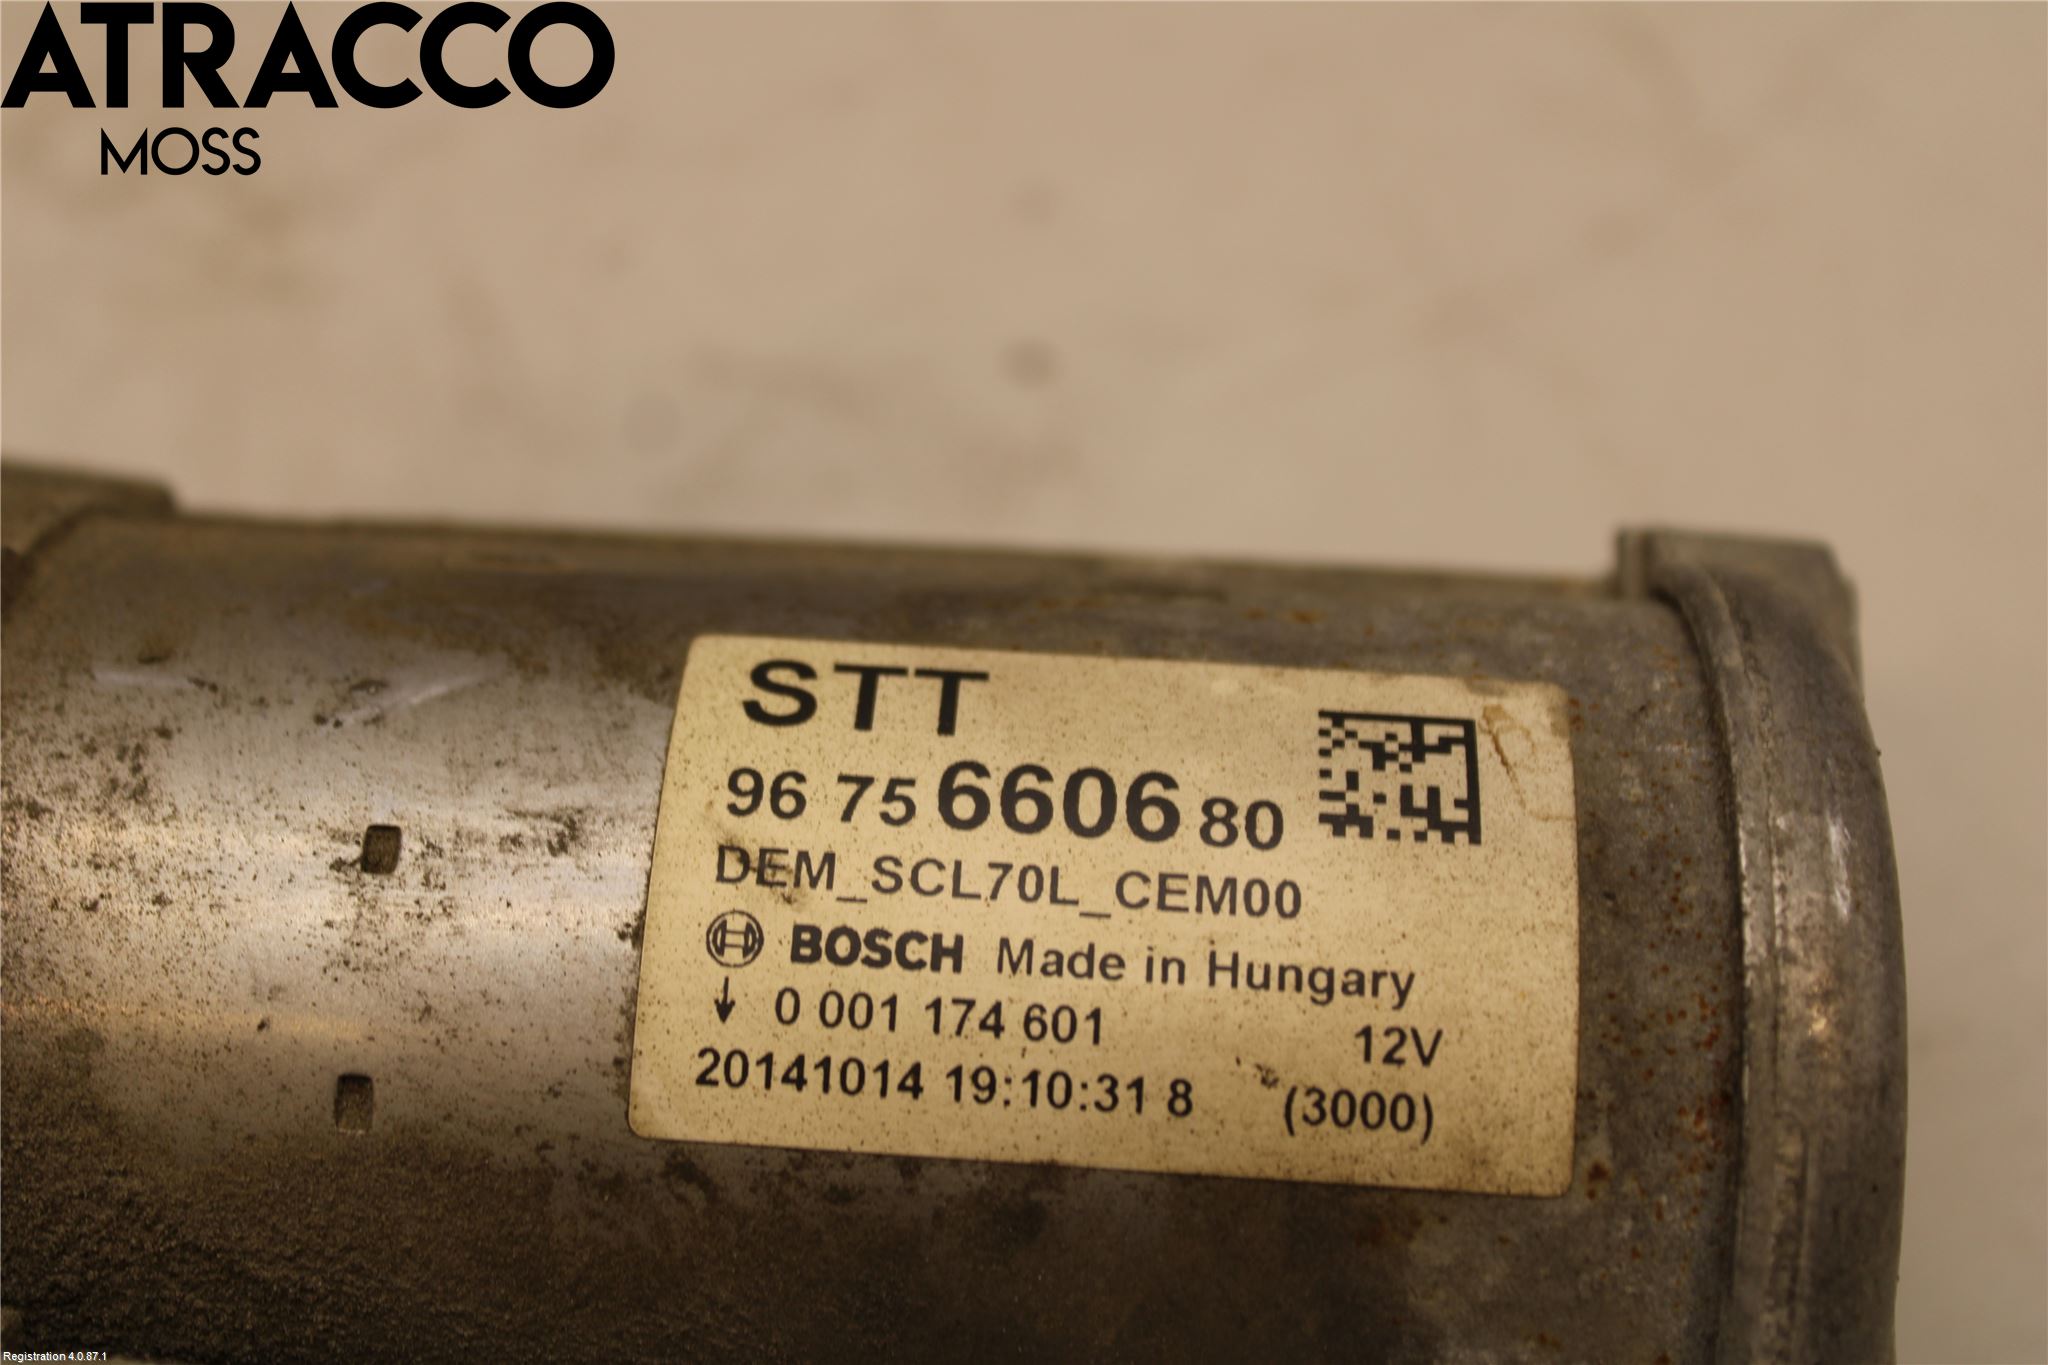 ATRACCO
MOSS
STT
96 75 6606 80
DEM_SCL70L_CEM00
BOSCH Made in Hungary
0 001 174 601 12V
20141014 19:10:31 8 (3000)
Registration 4.0.87.1